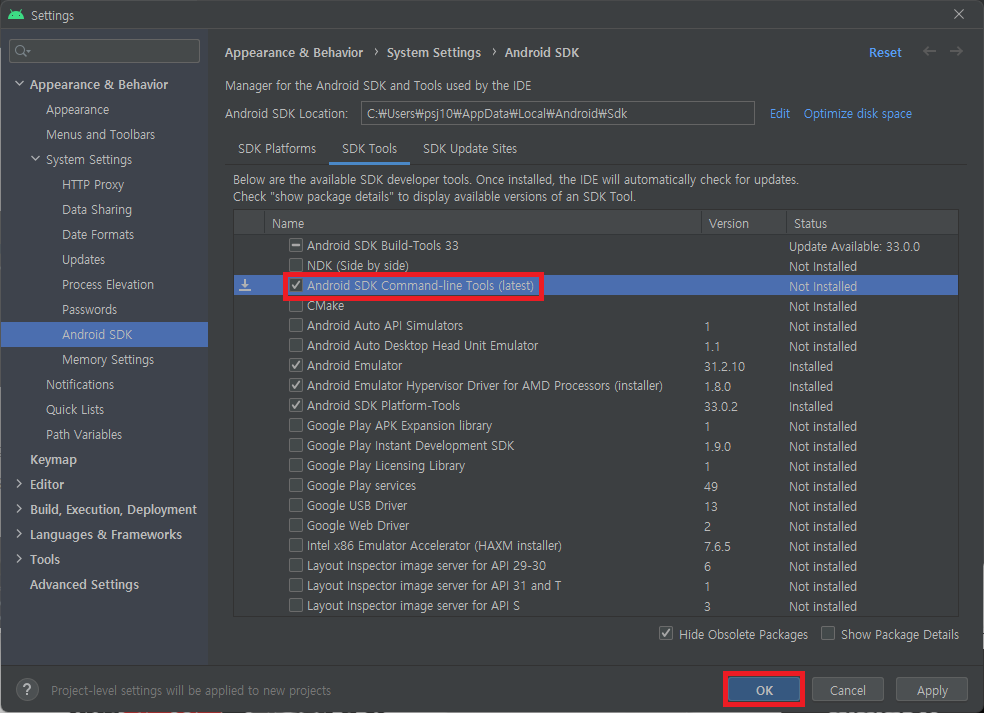 Settings
Appearance & Behavior › System Settings › Android SDK
Reset
Manager for the Android SDK and Tools used by the IDE
Android SDK Location: C:₩Users₩psj10₩AppData₩Local₩Android₩Sdk Edit Optimize disk space
Appearance & Behavior
Appearance
Menus and Toolbars
System Settings
HTTP Proxy
Data Sharing
Date Formats
Updates
Process Elevation
Passwords
Android SDK
Memory Settings
Notifications
Quick Lists
Path Variables
Keymap
Editor
Build, Execution, Deployment
Languages & Frameworks
Tools
Advanced Settings
SDK Platforms SDK Tools SDK Update Sites
Below are the available SDK developer tools. Once installed, the IDE will automatically check for updates.
Check "show package details" to display available versions of an SDK Tool.
Name Version Status
Android SDK Build-Tools 33 Update Available: 33.0.0
NDK (Side by side) Not Installed
Android SDK Command-line Tools (latest) Not Installed
CMake Not Installed
Android Auto API Simulators 1 Not installed
Android Auto Desktop Head Unit Emulator 1.1 Not installed
Android Emulator 31.2.10 Installed
Android Emulator Hypervisor Driver for AMD Processors (installer) 1.8.0 Installed
Android SDK Platform-Tools 33.0.2 Installed
Google Play APK Expansion library 1 Not installed
Google Play Instant Development SDK 1.9.0 Not installed
Google Play Licensing Library 1 Not installed
Google Play services 49 Not installed
Google USB Driver 13 Not installed
Google Web Driver 2 Not installed
Intel x86 Emulator Accelerator (HAXM installer) 7.6.5 Not installed
Layout Inspector image server for API 29-30 6 Not installed
Layout Inspector image server for API 31 and T 1 Not installed
Layout Inspector image server for API S 3 Not installed
Hide Obsolete Packages Show Package Details
? Project-level settings will be applied to new projects
OK Cancel Apply